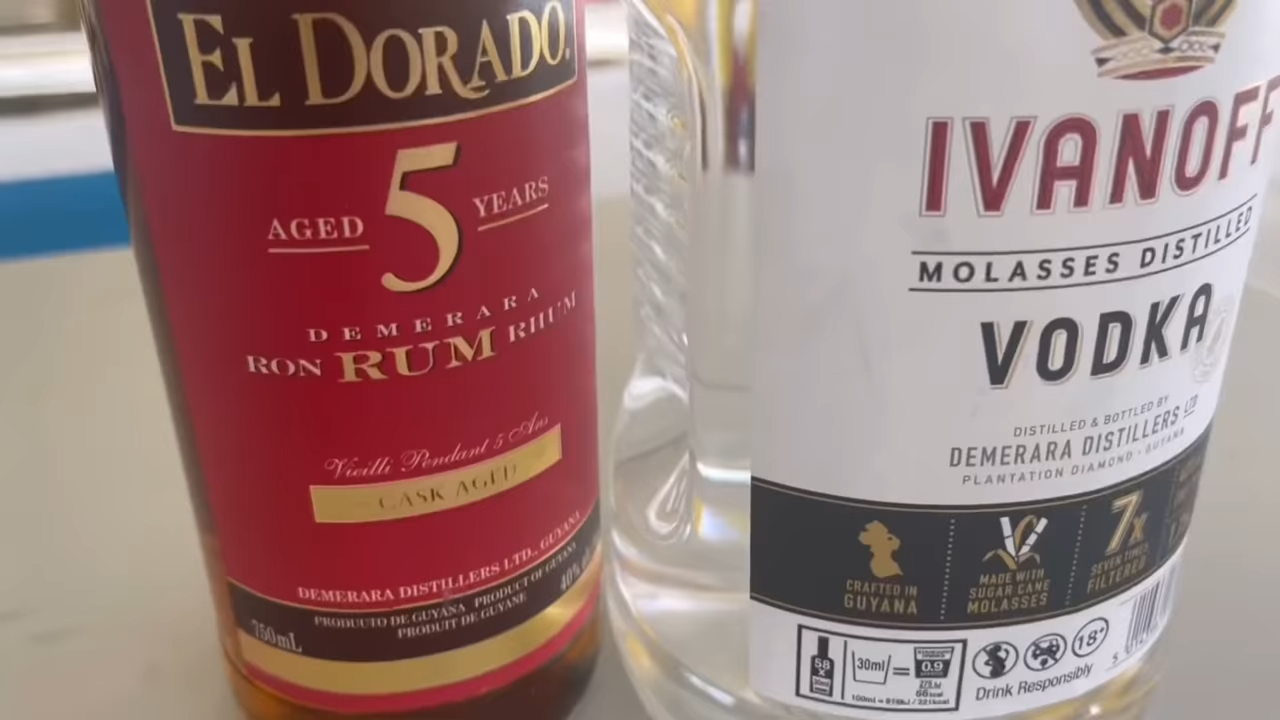 EL DORADO
AGED 5 YEARS
DEMERARA
RON RUM RHUM
Vieilli Pendant 5 Ans
CASK AGED
DEMERARA DISTILLERS LTD., GUYANA
PRODUCTO DE GUYANA PRODUCT OF GUYANA
PRODUIT DE GUYANE
40%
750mL
IVANOFF
MOLASSES DISTILLED
VODKA
DISTILLED & BOTTLED BY
DEMERARA DISTILLERS LTD
PLANTATION DIAMOND - GUYANA
CRAFTED IN
GUYANA
MADE WITH
SUGAR CANE
MOLASSES
7x
SEVEN TIMES
FILTERED
58
x
30ml
=
0.9
Drink Responsibly
18+
5